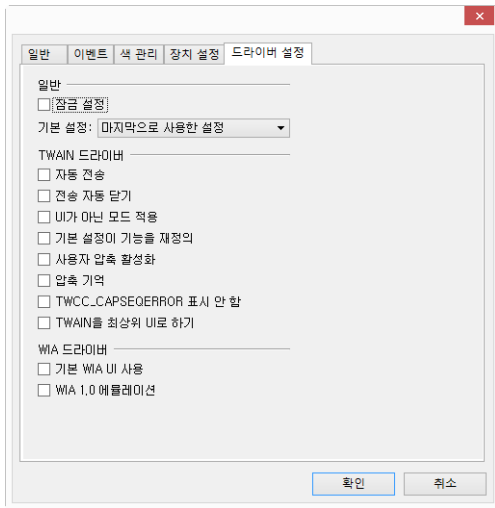 일반 이벤트 색 관리 장치 설정 드라이버 설정
일반
잠금 설정
기본 설정: 마지막으로 사용한 설정
TWAIN 드라이버
자동 전송
전송 자동 닫기
UI가 아닌 모드 적용
기본 설정이 기능을 재정의
사용자 압축 활성화
압축 기억
TWCC_CAPSEQERROR 표시 안 함
TWAIN을 최상위 UI로 하기
WIA 드라이버
기본 WIA UI 사용
WIA 1.0 에뮬레이션
확인 취소